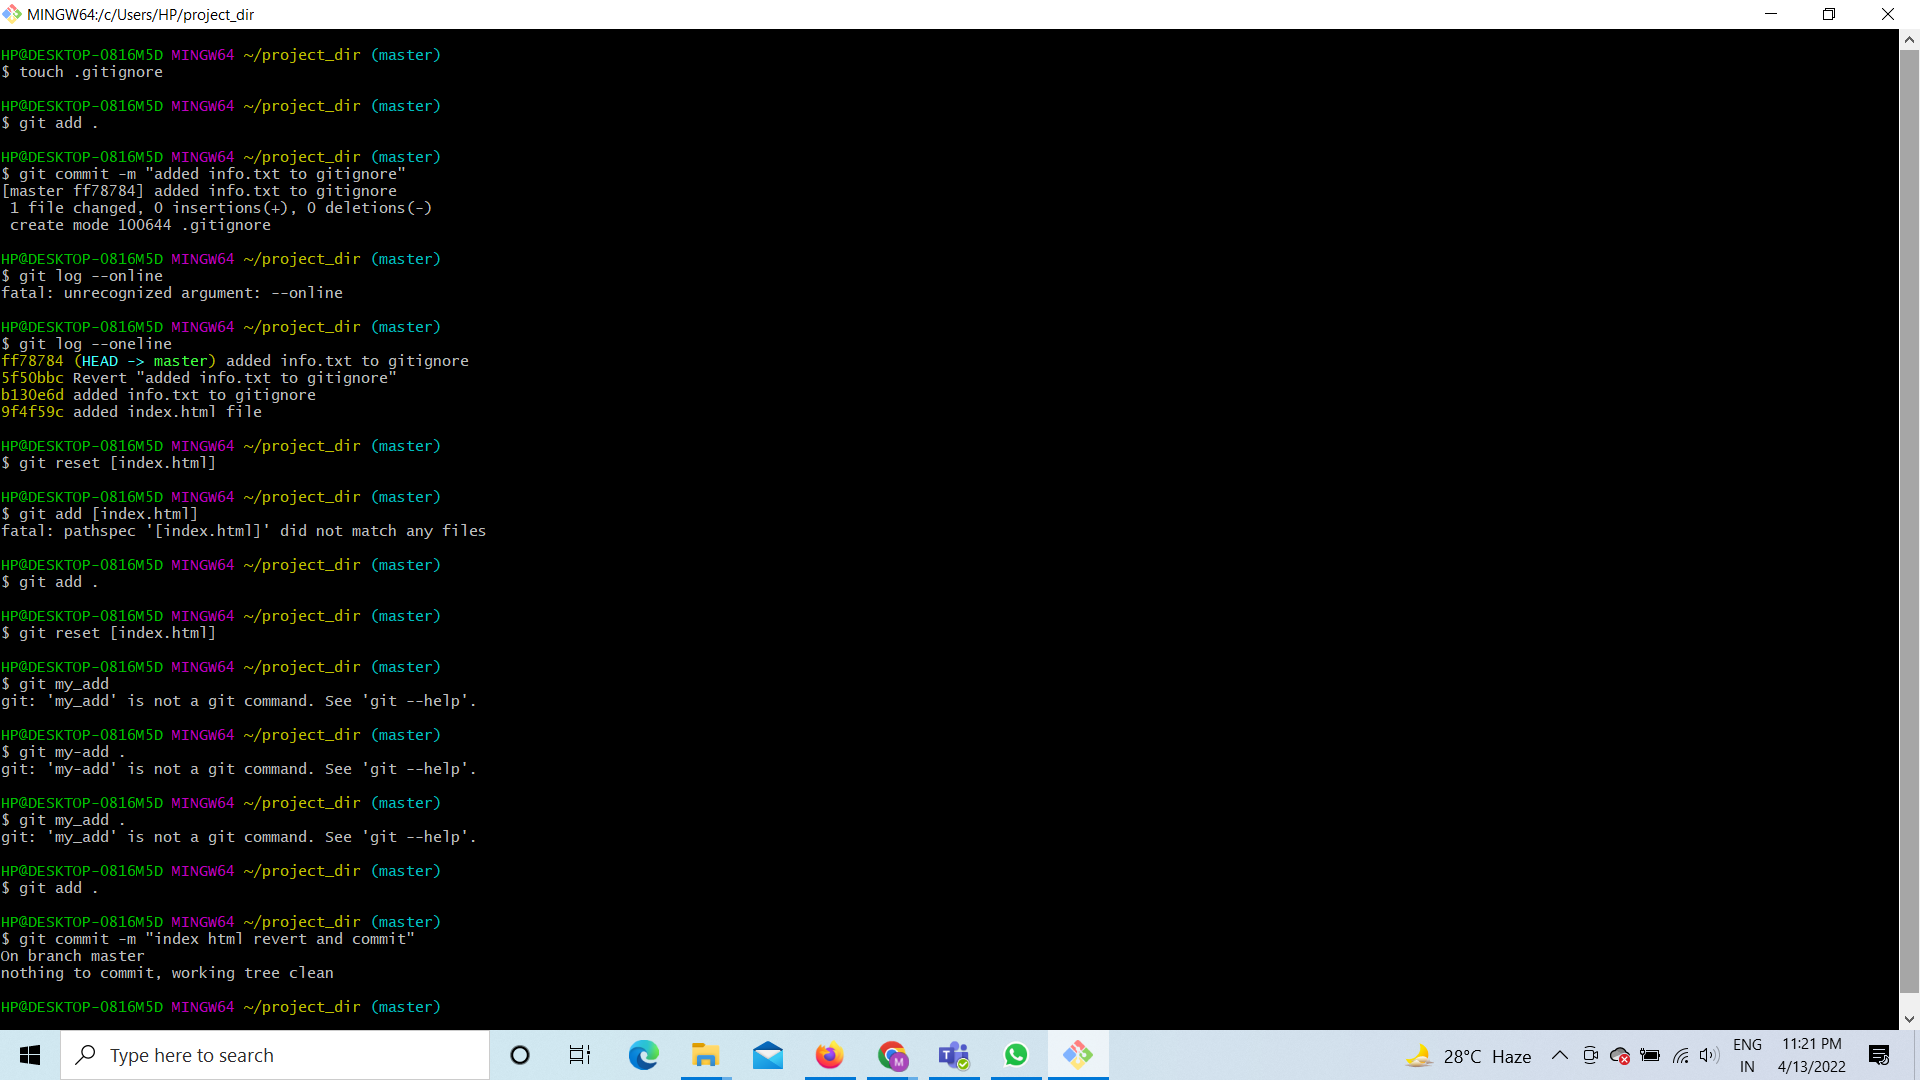 MINGW64:/c/Users/HP/project_dir
HP@DESKTOP-0816M5D MINGW64 ~/project_dir (master)
$ touch .gitignore
HP@DESKTOP-0816M5D MINGW64 ~/project_dir (master)
$ git add .
HP@DESKTOP-0816M5D MINGW64 ~/project_dir (master)
$ git commit -m "added info.txt to gitignore"
[master ff78784] added info.txt to gitignore
1 file changed, 0 insertions(+), 0 deletions(-)
create mode 100644 .gitignore
HP@DESKTOP-0816M5D MINGW64 ~/project_dir (master)
$ git log --online
fatal: unrecognized argument: --online
HP@DESKTOP-0816M5D MINGW64 ~/project_dir (master)
$ git log --oneline
ff78784 (HEAD -> master) added info.txt to gitignore
5f50bbc Revert "added info.txt to gitignore"
b130e6d added info.txt to gitignore
9f4f59c added index.html file
HP@DESKTOP-0816M5D MINGW64 ~/project_dir (master)
$ git reset [index.html]
HP@DESKTOP-0816M5D MINGW64 ~/project_dir (master)
$ git add [index.html]
fatal: pathspec '[index.html]' did not match any files
HP@DESKTOP-0816M5D MINGW64 ~/project_dir (master)
$ git add .
HP@DESKTOP-0816M5D MINGW64 ~/project_dir (master)
$ git reset [index.html]
HP@DESKTOP-0816M5D MINGW64 ~/project_dir (master)
$ git my_add
git: 'my_add' is not a git command. See 'git --help'.
HP@DESKTOP-0816M5D MINGW64 ~/project_dir (master)
$ git my-add .
git: 'my-add' is not a git command. See 'git --help'.
HP@DESKTOP-0816M5D MINGW64 ~/project_dir (master)
$ git my_add .
git: 'my_add' is not a git command. See 'git --help'.
HP@DESKTOP-0816M5D MINGW64 ~/project_dir (master)
$ git add .
HP@DESKTOP-0816M5D MINGW64 ~/project_dir (master)
$ git commit -m "index html revert and commit"
On branch master
nothing to commit, working tree clean
HP@DESKTOP-0816M5D MINGW64 ~/project_dir (master)
Type here to search
28°C Haze
ENG
IN
11:21 PM
4/13/2022